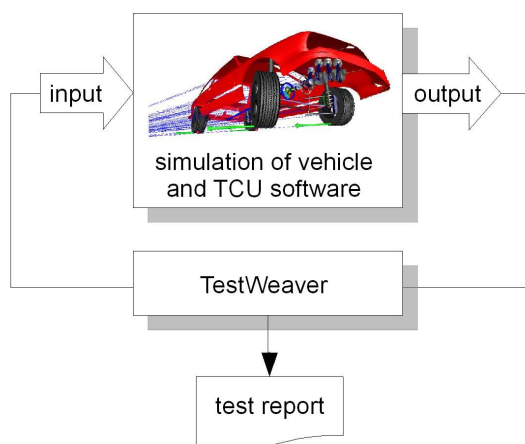 input
output
simulation of vehicle
and TCU software
TestWeaver
test report